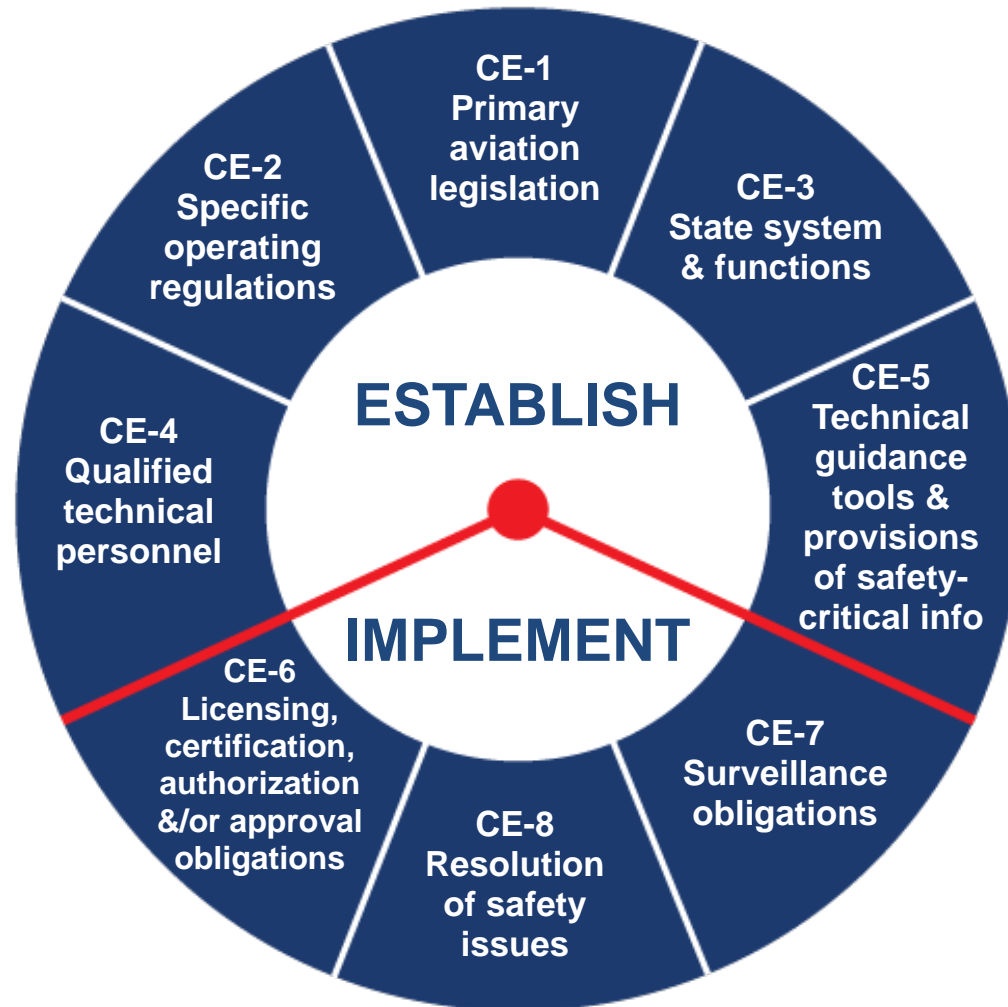 CE-1
Primary
aviation
legislation
CE-2
Specific
operating
regulations
CE-3
State system
& functions
CE-4
Qualified
technical
personnel
ESTABLISH
CE-5
Technical
guidance
tools &
provisions
of safety-
critical info
IMPLEMENT
CE-6
Licensing,
certification,
authorization
&/or approval
obligations
CE-7
Surveillance
obligations
CE-8
Resolution
of safety
issues